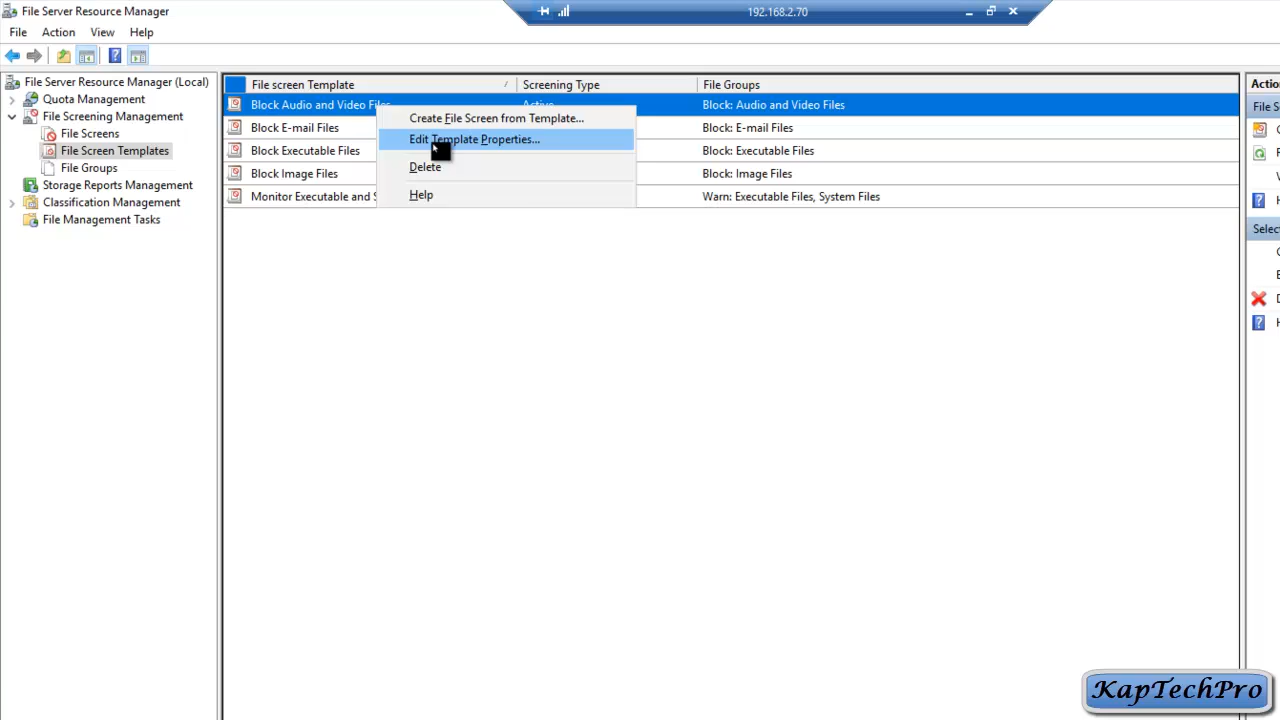 File Server Resource Manager
192.168.2.70
File Action View Help
File Server Resource Manager (Local)
Quota Management
File Screening Management
File Screens
File Screen Templates
File Groups
Storage Reports Management
Classification Management
File Management Tasks
File screen Template Screening Type File Groups
Block Audio and Video Files Active Block: Audio and Video Files
Block E-mail Files Block: E-mail Files
Block Executable Files Block: Executable Files
Block Image Files Block: Image Files
Monitor Executable and S Warn: Executable Files, System Files
Create File Screen from Template...
Edit Template Properties...
Delete
Help
Actio
File S
Selec
KapTechPro